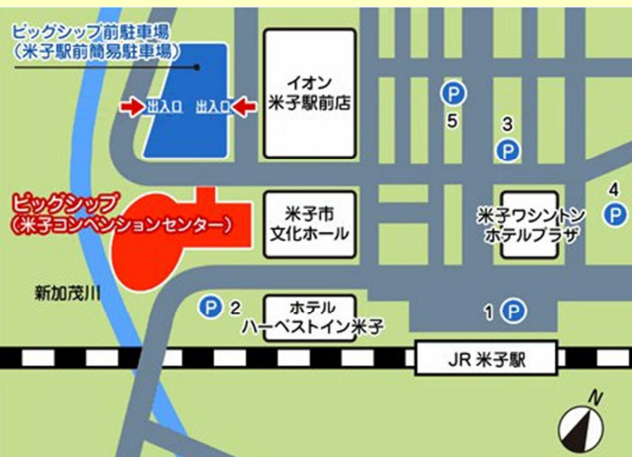 ビッグシップ前駐車場
（米子駅前簡易駐車場）
出入口 出入口
イオン
米子駅前店
P
5
3
P
4
P
ビッグシップ
（米子コンベンションセンター）
米子市
文化ホール
米子ワシントン
ホテルプラザ
新加茂川
P 2
ホテル
ハーベストイン米子
1 P
JR 米子駅
N